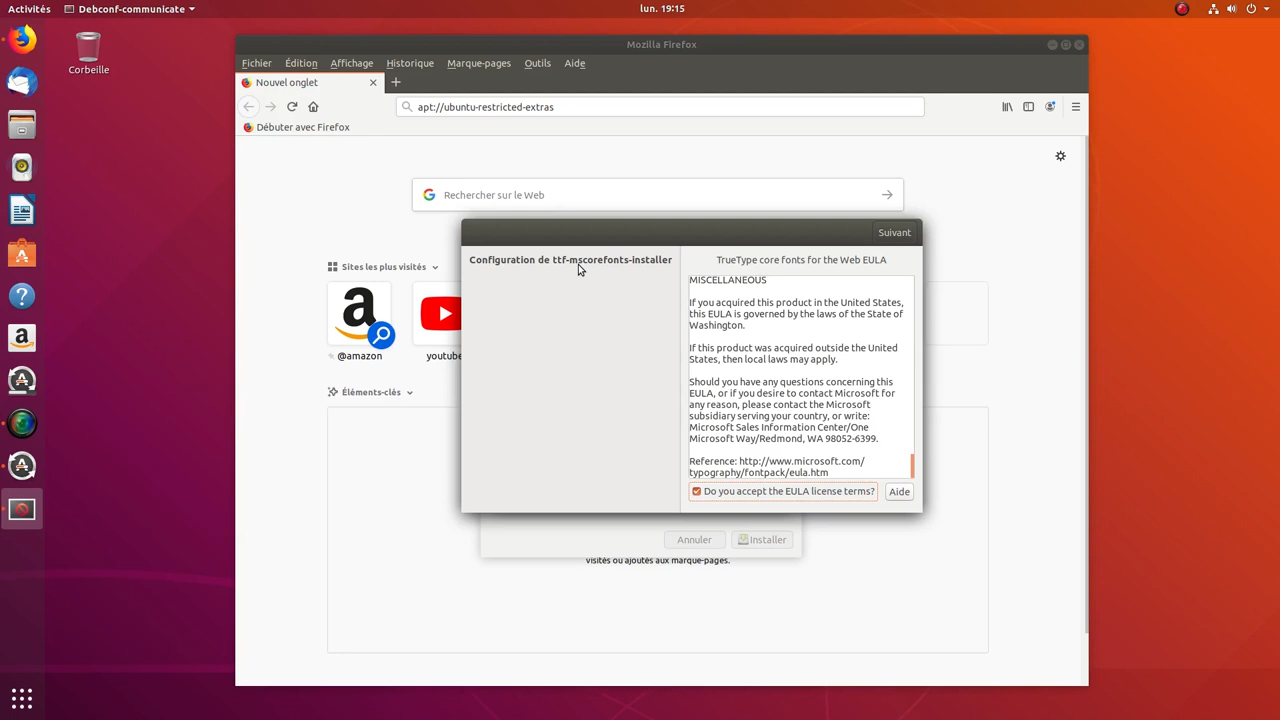 Activités
Debconf-communicate
lun. 19:15
Corbeille
Mozilla Firefox
Fichier
Édition
Affichage
Historique
Marque-pages
Outils
Aide
Nouvel onglet
apt://ubuntu-restricted-extras
Débuter avec Firefox
Rechercher sur le Web
Sites les plus visités
@amazon
youtube
Éléments-clés
Suivant
Configuration de ttf-mscorefonts-installer
TrueType core fonts for the Web EULA
MISCELLANEOUS
If you acquired this product in the United States,
this EULA is governed by the laws of the State of
Washington.
If this product was acquired outside the United
States, then local laws may apply.
Should you have any questions concerning this
EULA, or if you desire to contact Microsoft for
any reason, please contact the Microsoft
subsidiary serving your country, or write:
Microsoft Sales Information Center/One
Microsoft Way/Redmond, WA 98052-6399.
Reference: http://www.microsoft.com/
typography/fontpack/eula.htm
Do you accept the EULA license terms?
Aide
Annuler
Installer
visités ou ajoutés aux marque-pages.